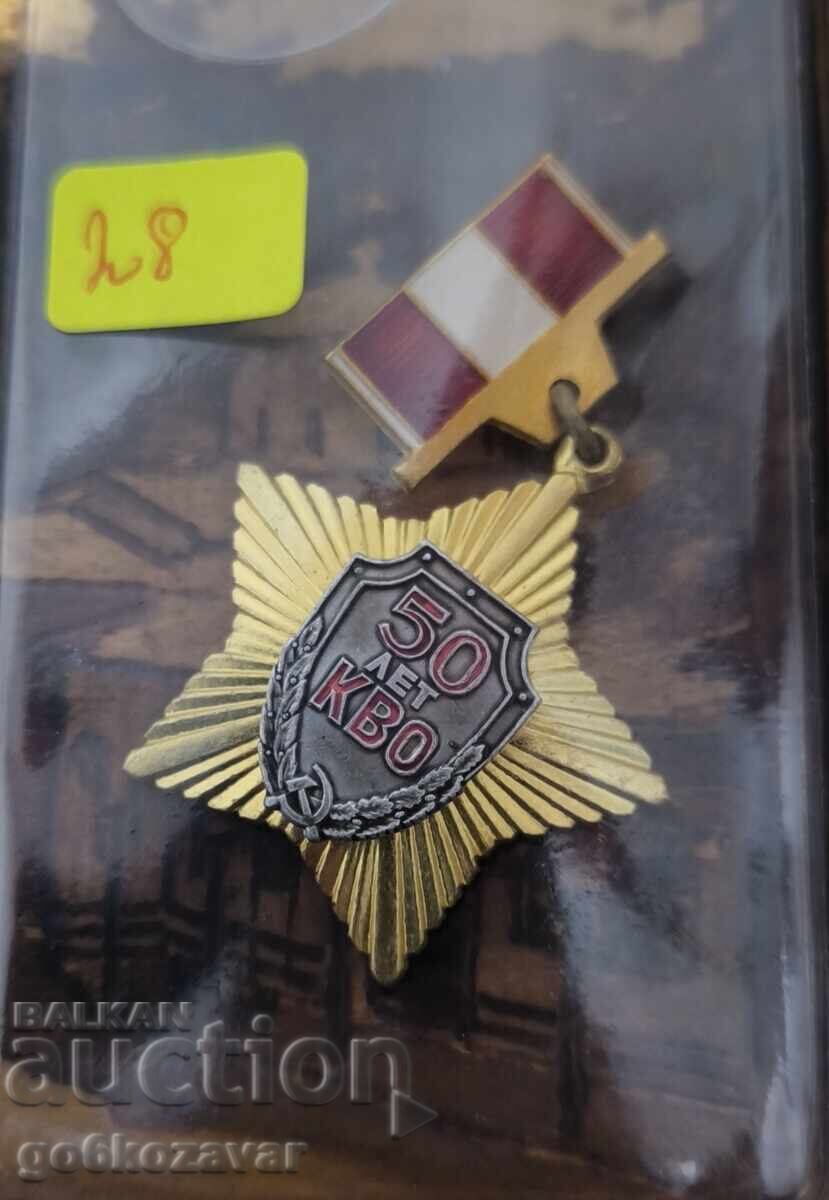 28
50
ЛЕТ
КВО
BALKAN
auction
go6kozavar